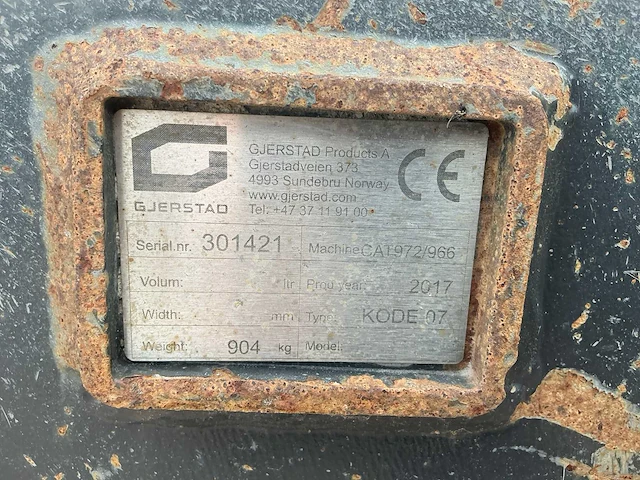 GJERSTAD
GJERSTAD Products A
Gjerstadveien 373
4993 Sundebru Norway
www.gjerstad.com
Tel: +47 37 11 91 00
CE
Serial.nr. 301421 Machine CAT972/966
Volum: ltr Prod year: 2017
Width: mm Type: KODE 07
Weight: 904 kg Model: